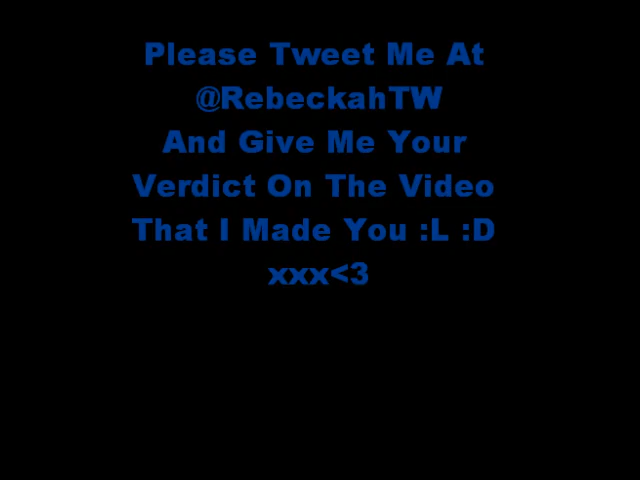 Please Tweet Me At
@RebeckahTW
And Give Me Your
Verdict On The Video
That I Made You :L :D
xxx<3